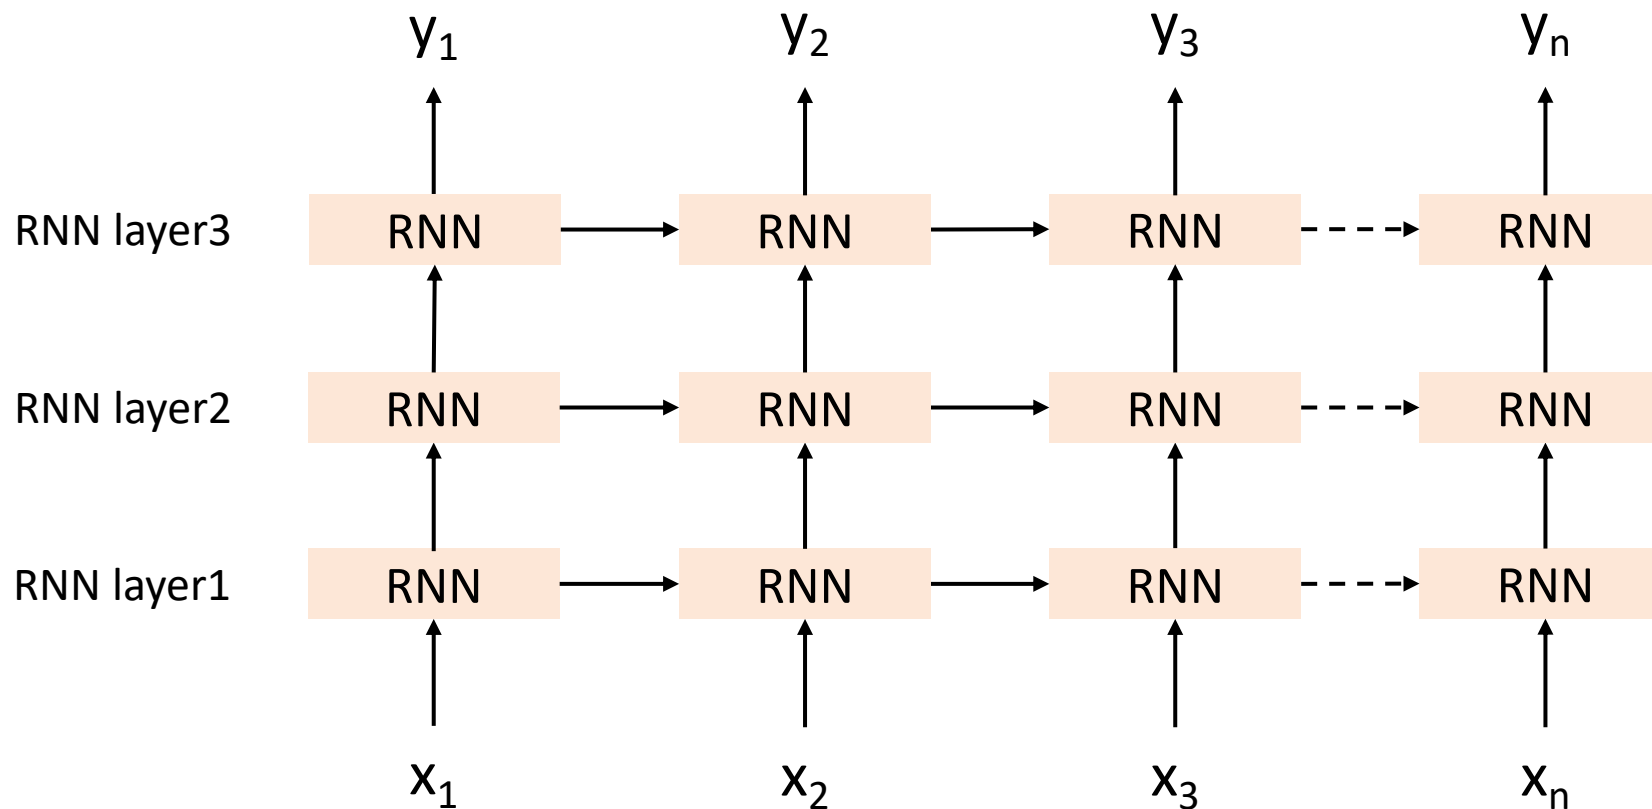 y₁ y₂ y₃ yₙ
RNN layer3 RNN RNN RNN RNN
RNN layer2 RNN RNN RNN RNN
RNN layer1 RNN RNN RNN RNN
x₁ x₂ x₃ xₙ